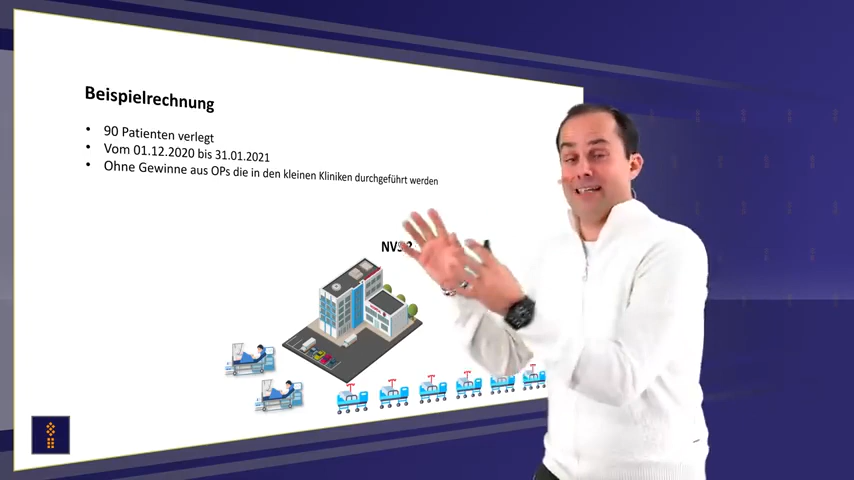 Beispielrechnung
• 90 Patienten verlegt
• Vom 01.12.2020 bis 31.01.2021
• Ohne Gewinne aus OPs die in den kleinen Kliniken durchgeführt werden